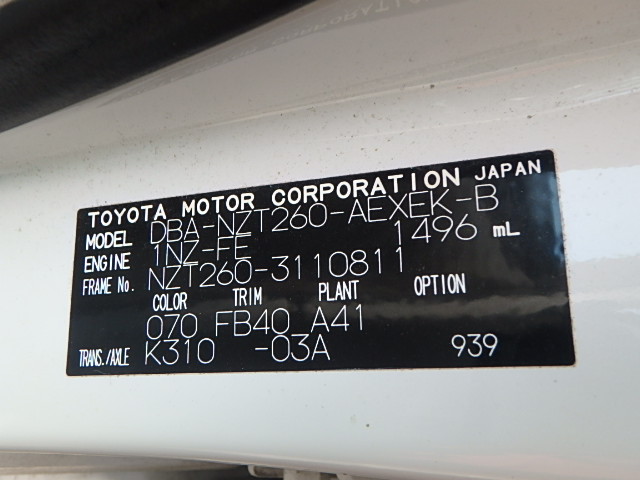 TOYOTA MOTOR CORPORATION JAPAN
MODEL DBA-NZT260-AEXEK-B
ENGINE 1NZ-FE 1496 mL
FRAME No. NZT260-3110811
COLOR TRIM PLANT OPTION
070 FB40 A41
TRANS./AXLE K310 -03A 939